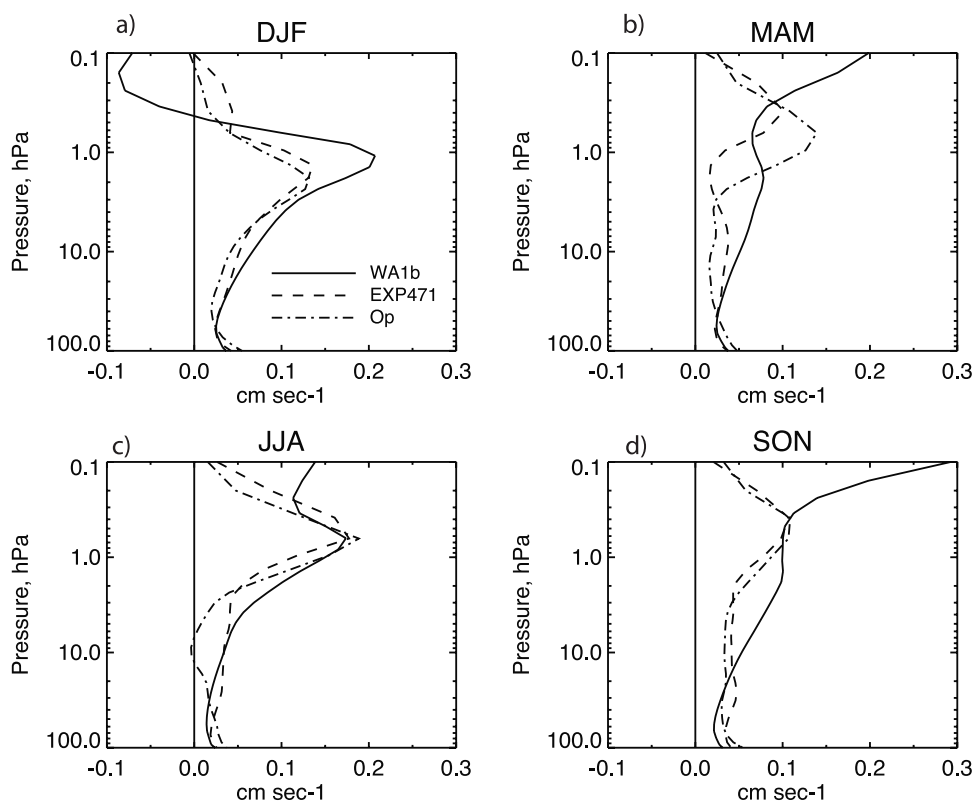 a) DJF
0.1
1.0
10.0
100.0
Pressure, hPa
WA1b
EXP471
Op
-0.1 0.0 0.1 0.2 0.3
cm sec-1
b) MAM
0.1
1.0
10.0
100.0
Pressure, hPa
-0.1 0.0 0.1 0.2 0.3
cm sec-1
c) JJA
0.1
1.0
10.0
100.0
Pressure, hPa
-0.1 0.0 0.1 0.2 0.3
cm sec-1
d) SON
0.1
1.0
10.0
100.0
Pressure, hPa
-0.1 0.0 0.1 0.2 0.3
cm sec-1